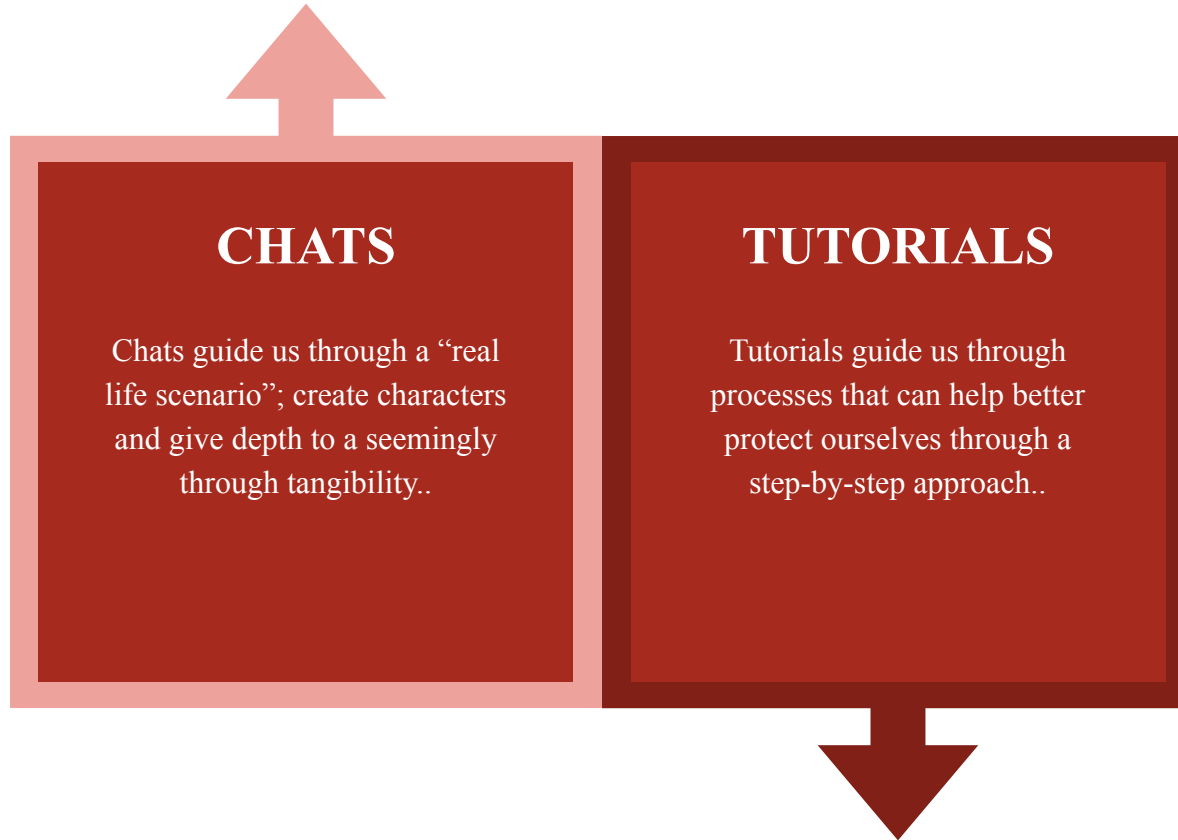 CHATS
Chats guide us through a “real
life scenario”; create characters
and give depth to a seemingly
through tangibility..
TUTORIALS
Tutorials guide us through
processes that can help better
protect ourselves through a
step-by-step approach..